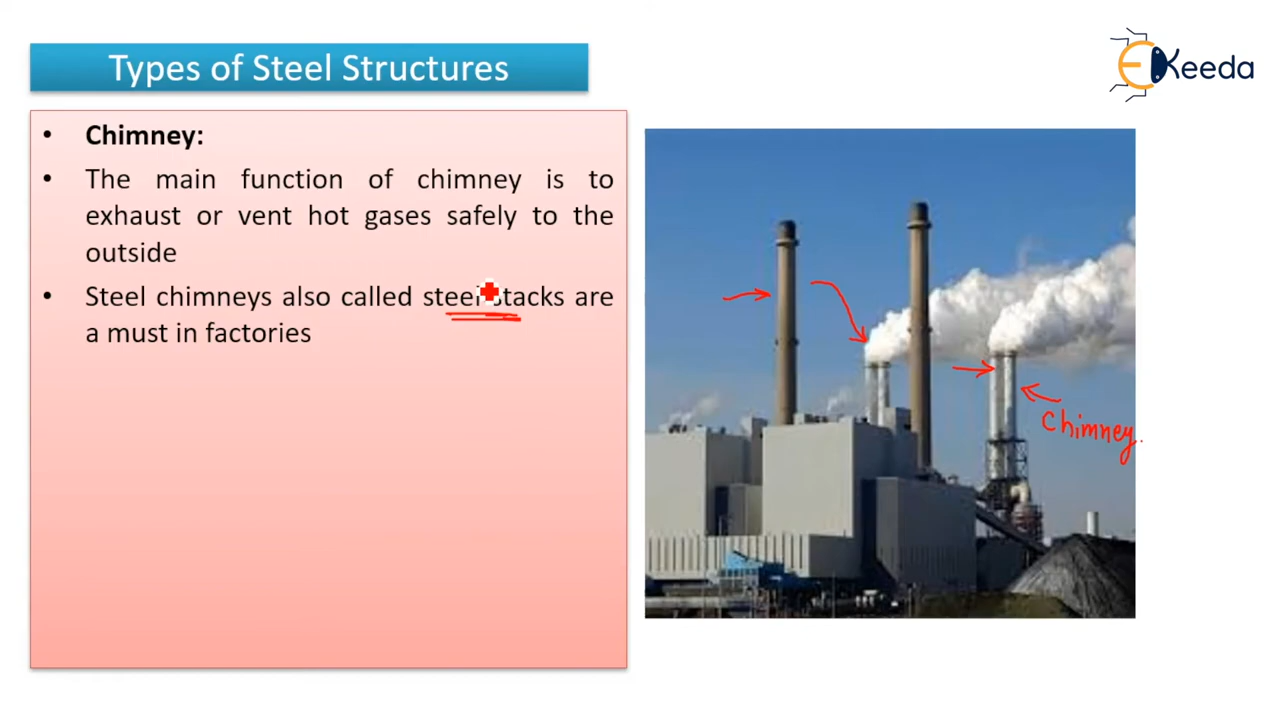 Types of Steel Structures
EKeeda
• Chimney:
• The main function of chimney is to
exhaust or vent hot gases safely to the
outside
• Steel chimneys also called steel stacks are
a must in factories
Chimney.